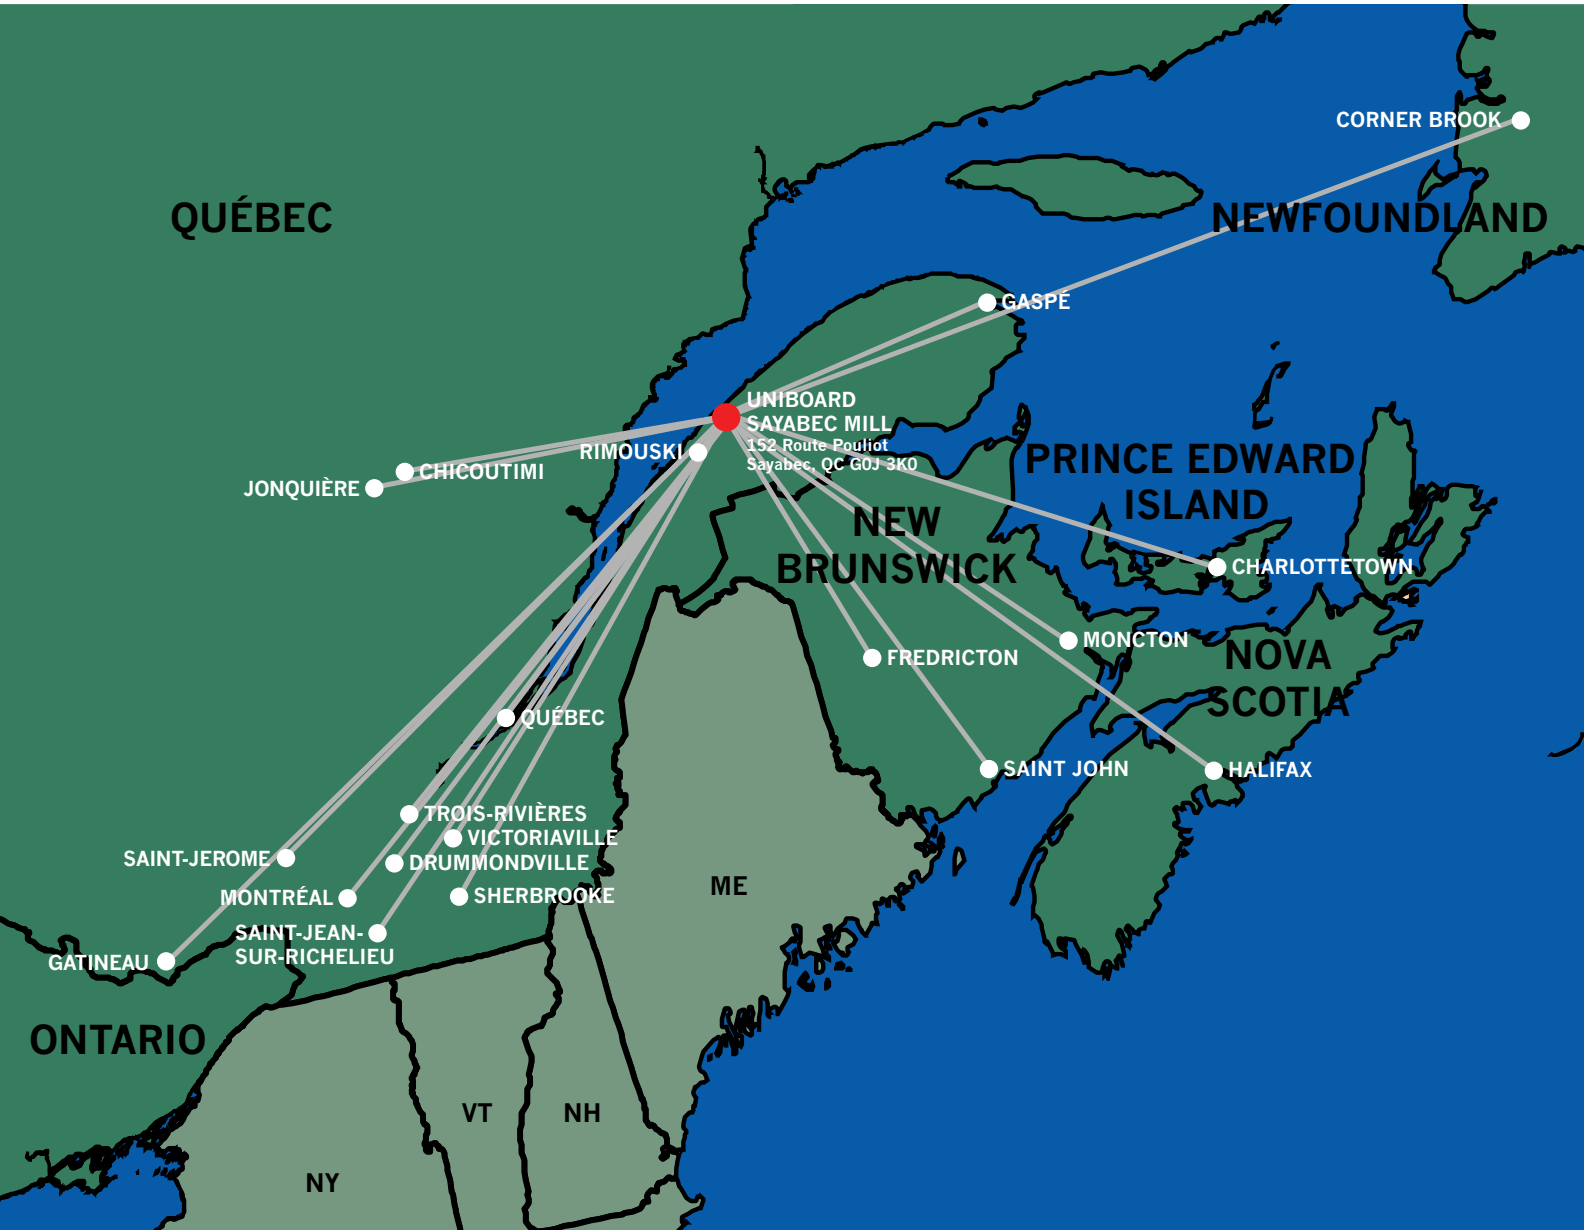 CORNER BROOK
QUÉBEC
NEWFOUNDLAND
GASPÉ
UNIBOARD
SAYABEC MILL
152 Route Pouliot
Sayabec, QC G0J 3K0
RIMOUSKI
CHICOUTIMI
JONQUIÈRE
PRINCE EDWARD
ISLAND
NEW
BRUNSWICK
CHARLOTTETOWN
MONCTON
FREDRICTON
NOVA
SCOTIA
QUÉBEC
SAINT JOHN
HALIFAX
TROIS-RIVIÈRES
VICTORIAVILLE
SAINT-JEROME
DRUMMONDVILLE
MONTRÉAL
SHERBROOKE
ME
SAINT-JEAN-
SUR-RICHELIEU
GATINEAU
ONTARIO
VT
NH
NY